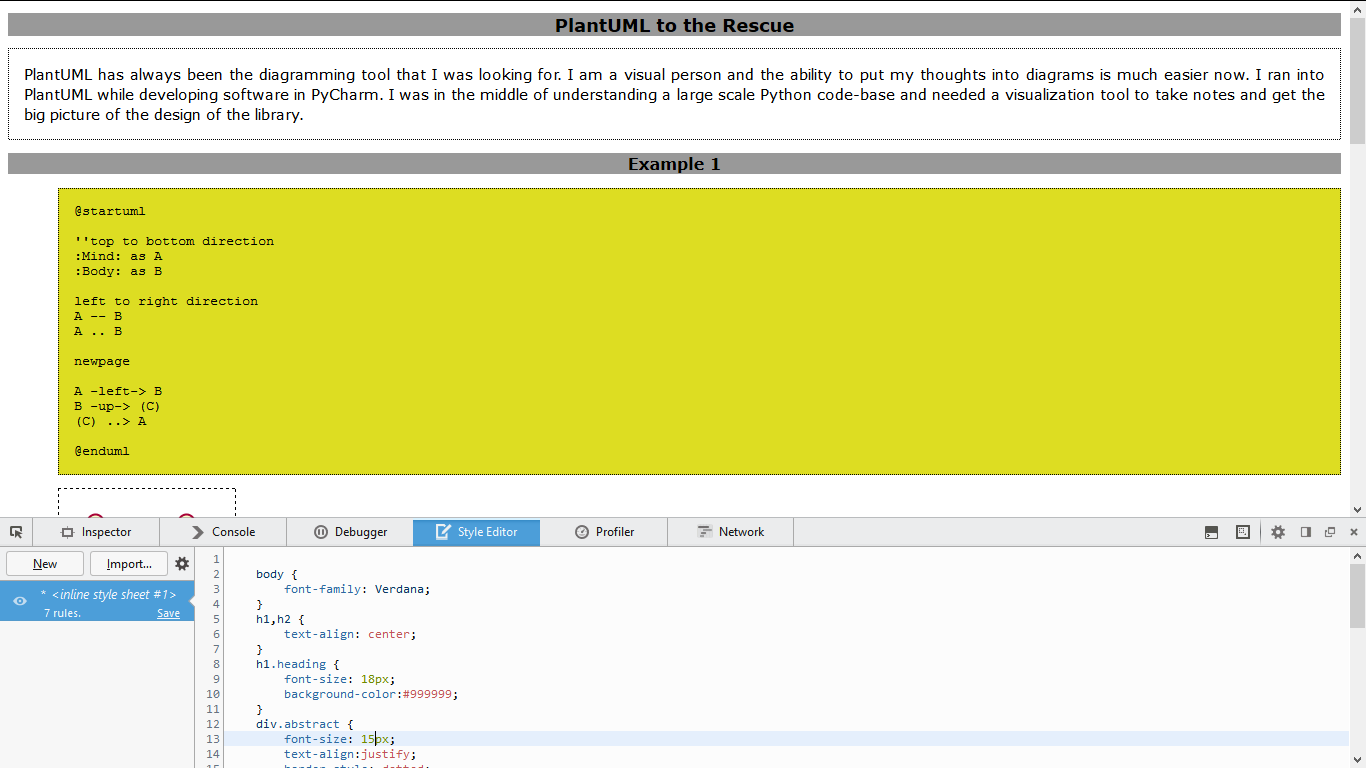 PlantUML to the Rescue
PlantUML has always been the diagramming tool that I was looking for. I am a visual person and the ability to put my thoughts into diagrams is much easier now. I ran into
PlantUML while developing software in PyCharm. I was in the middle of understanding a large scale Python code-base and needed a visualization tool to take notes and get the
big picture of the design of the library.
Example 1
@startuml
''top to bottom direction
:Mind: as A
:Body: as B
left to right direction
A -- B
A .. B
newpage
A -left-> B
B -up-> (C)
(C) ..> A
@enduml
Inspector Console Debugger Style Editor Profiler Network
New Import...
* <inline style sheet #1>
7 rules. Save
1
2 body {
3 font-family: Verdana;
4 }
5 h1,h2 {
6 text-align: center;
7 }
8 h1.heading {
9 font-size: 18px;
10 background-color:#999999;
11 }
12 div.abstract {
13 font-size: 15px;
14 text-align:justify;
15 border-style: dotted;